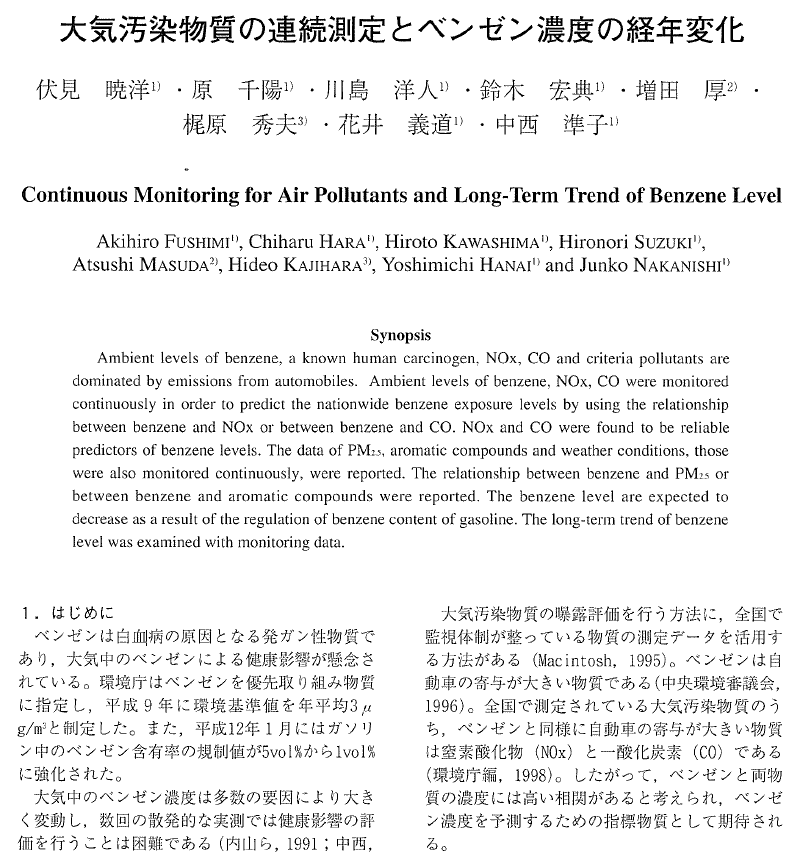 大気汚染物質の連続測定とベンゼン濃度の経年変化
伏見　暁洋1)・原　千陽1)・川島　洋人1)・鈴木　宏典1)・増田　厚2)・
梶原　秀夫3)・花井　義道1)・中西　準子1)
Continuous Monitoring for Air Pollutants and Long-Term Trend of Benzene Level
Akihiro FUSHIMI1), Chiharu HARA1), Hiroto KAWASHIMA1), Hironori SUZUKI1),
Atsushi MASUDA2), Hideo KAJIHARA3), Yoshimichi HANAI1) and Junko NAKANISHI1)
Synopsis
Ambient levels of benzene, a known human carcinogen, NOx, CO and criteria pollutants are
dominated by emissions from automobiles. Ambient levels of benzene, NOx, CO were monitored
continuously in order to predict the nationwide benzene exposure levels by using the relationship
between benzene and NOx or between benzene and CO. NOx and CO were found to be reliable
predictors of benzene levels. The data of PM2.5, aromatic compounds and weather conditions, those
were also monitored continuously, were reported. The relationship between benzene and PM2.5 or
between benzene and aromatic compounds were reported. The benzene level are expected to
decrease as a result of the regulation of benzene content of gasoline. The long-term trend of benzene
level was examined with monitoring data.
1．はじめに
ベンゼンは白血病の原因となる発ガン性物質で
あり，大気中のベンゼンによる健康影響が懸念さ
れている。環境庁はベンゼンを優先取り組み物質
に指定し，平成９年に環境基準値を年平均3μ
g/m3と制定した。また，平成12年１月にはガソリ
ン中のベンゼン含有率の規制値が5vol%から1vol%
に強化された。
大気中のベンゼン濃度は多数の要因により大き
く変動し，数回の散発的な実測では健康影響の評
価を行うことは困難である（内山ら，1991；中西，
大気汚染物質の曝露評価を行う方法に，全国で
監視体制が整っている物質の測定データを活用す
る方法がある（Macintosh, 1995)。ベンゼンは自
動車の寄与が大きい物質である(中央環境審議会，
1996)。全国で測定されている大気汚染物質のう
ち，ベンゼンと同様に自動車の寄与が大きい物質
は窒素酸化物（NOx）と一酸化炭素（CO）である
(環境庁編，1998)。したがって，ベンゼンと両物
質の濃度には高い相関があると考えられ，ベンゼ
ン濃度を予測するための指標物質として期待され
る。